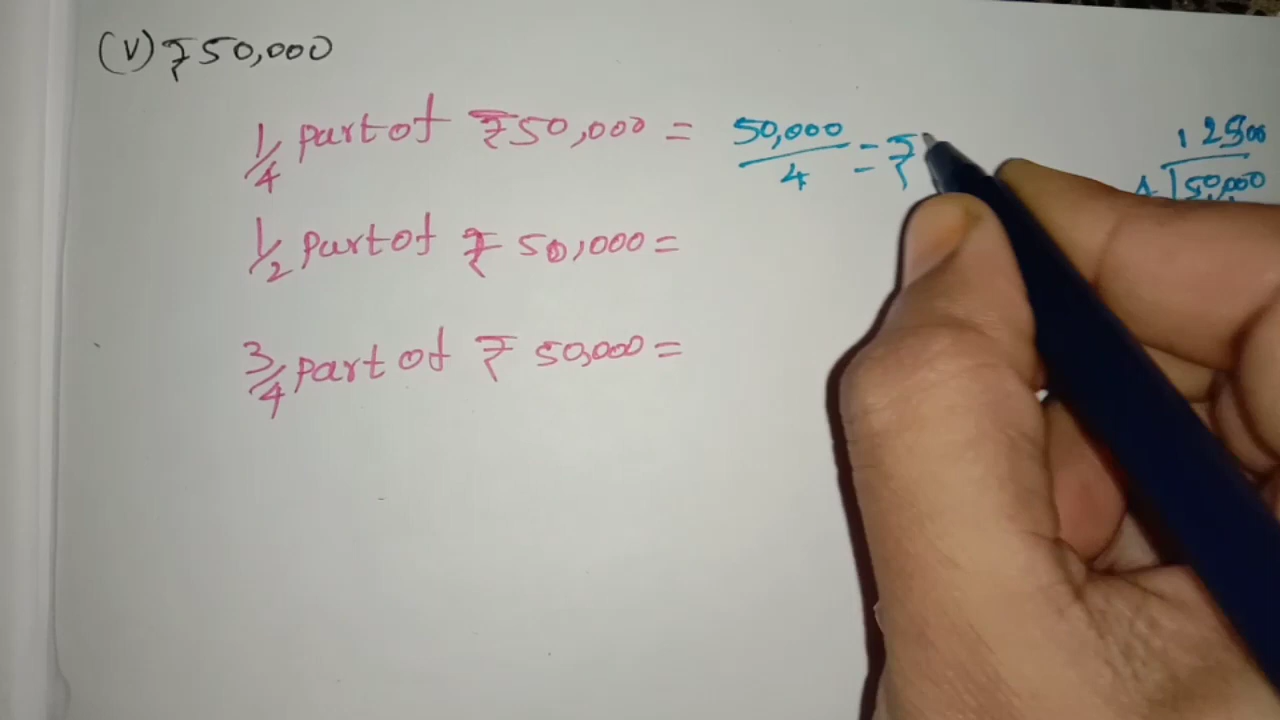 (V) ₹50,000
1/4 part of ₹50,000 = 50,000/4 = ₹
12500
4 50,000
1/2 part of ₹ 50,000 =
3/4 part of ₹ 50,000 =